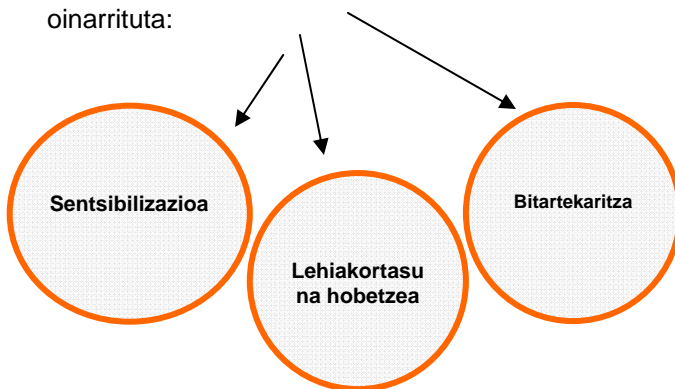 oinarrituta:
Sentsibilizazioa
Lehiakortasu
na hobetzea
Bitartekaritza